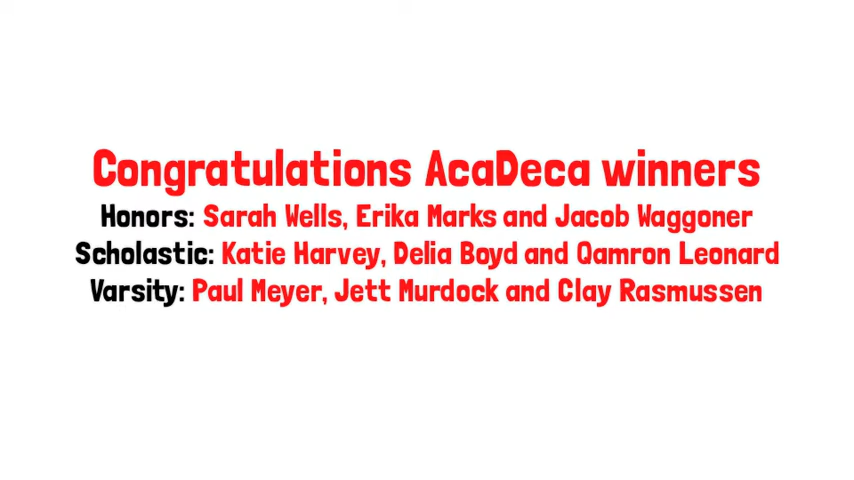 Congratulations AcaDeca winners
Honors: Sarah Wells, Erika Marks and Jacob Waggoner
Scholastic: Katie Harvey, Delia Boyd and Qamron Leonard
Varsity: Paul Meyer, Jett Murdock and Clay Rasmussen